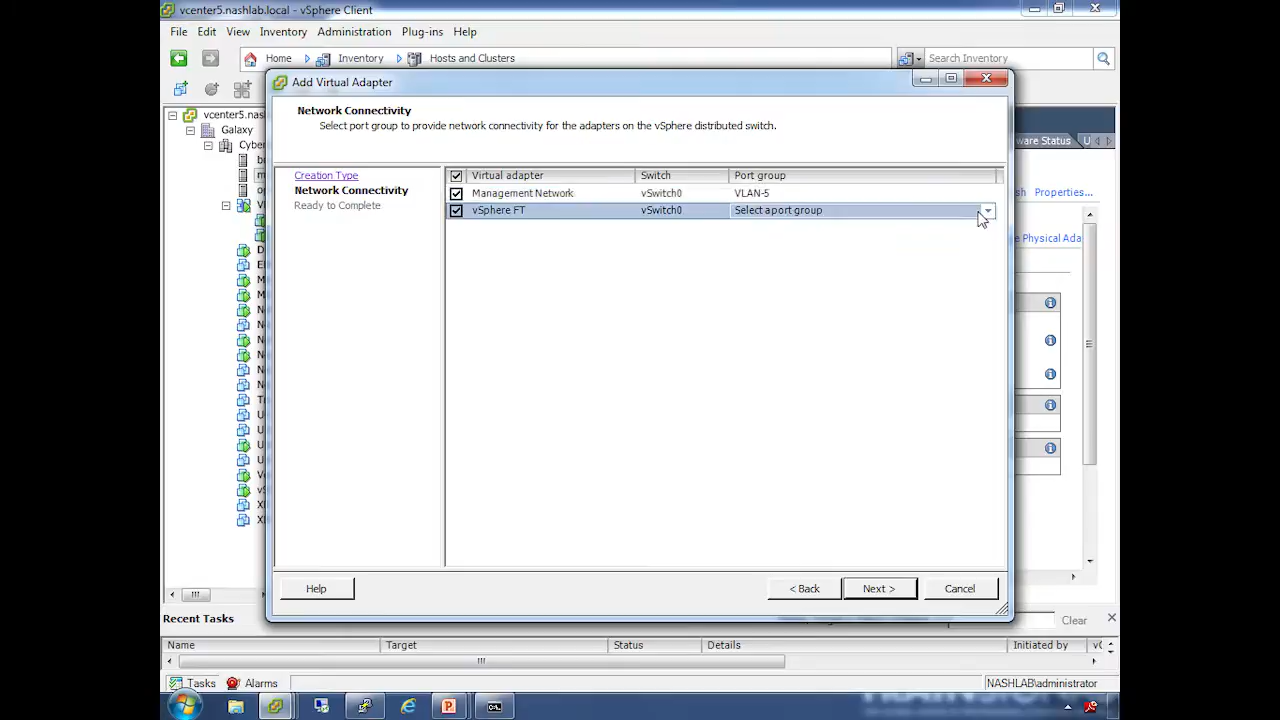 vcenter5.nashlab.local - vSphere Client
File Edit View Inventory Administration Plug-ins Help
Home Inventory Hosts and Clusters Search Inventory
Add Virtual Adapter
Network Connectivity
Select port group to provide network connectivity for the adapters on the vSphere distributed switch.
vcenter5.nash
Galaxy
Cyber
Creation Type
Network Connectivity
Ready to Complete
Virtual adapter Switch Port group
Management Network vSwitch0 VLAN-5
vSphere FT vSwitch0 Select a port group
ware Status U
sh Properties...
e Physical Ada
Help < Back Next > Cancel
Recent Tasks Clear
Name Target Status Details Initiated by vC
Tasks Alarms NASHLAB\administrator